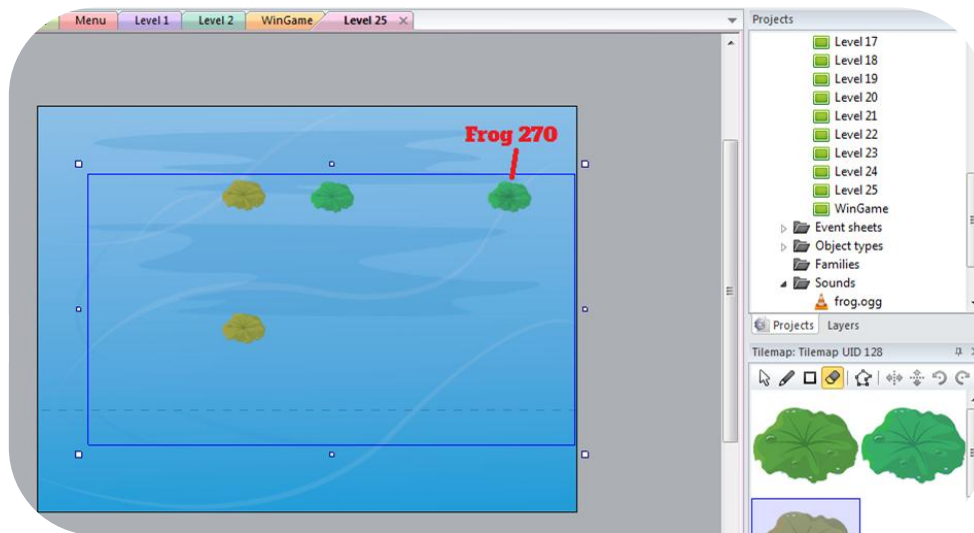 Menu
Level 1
Level 2
WinGame
Level 25
Projects
Level 17
Level 18
Level 19
Level 20
Level 21
Level 22
Level 23
Level 24
Level 25
WinGame
Event sheets
Object types
Families
Sounds
frog.ogg
Projects
Layers
Tilemap: Tilemap UID 128
Frog 270